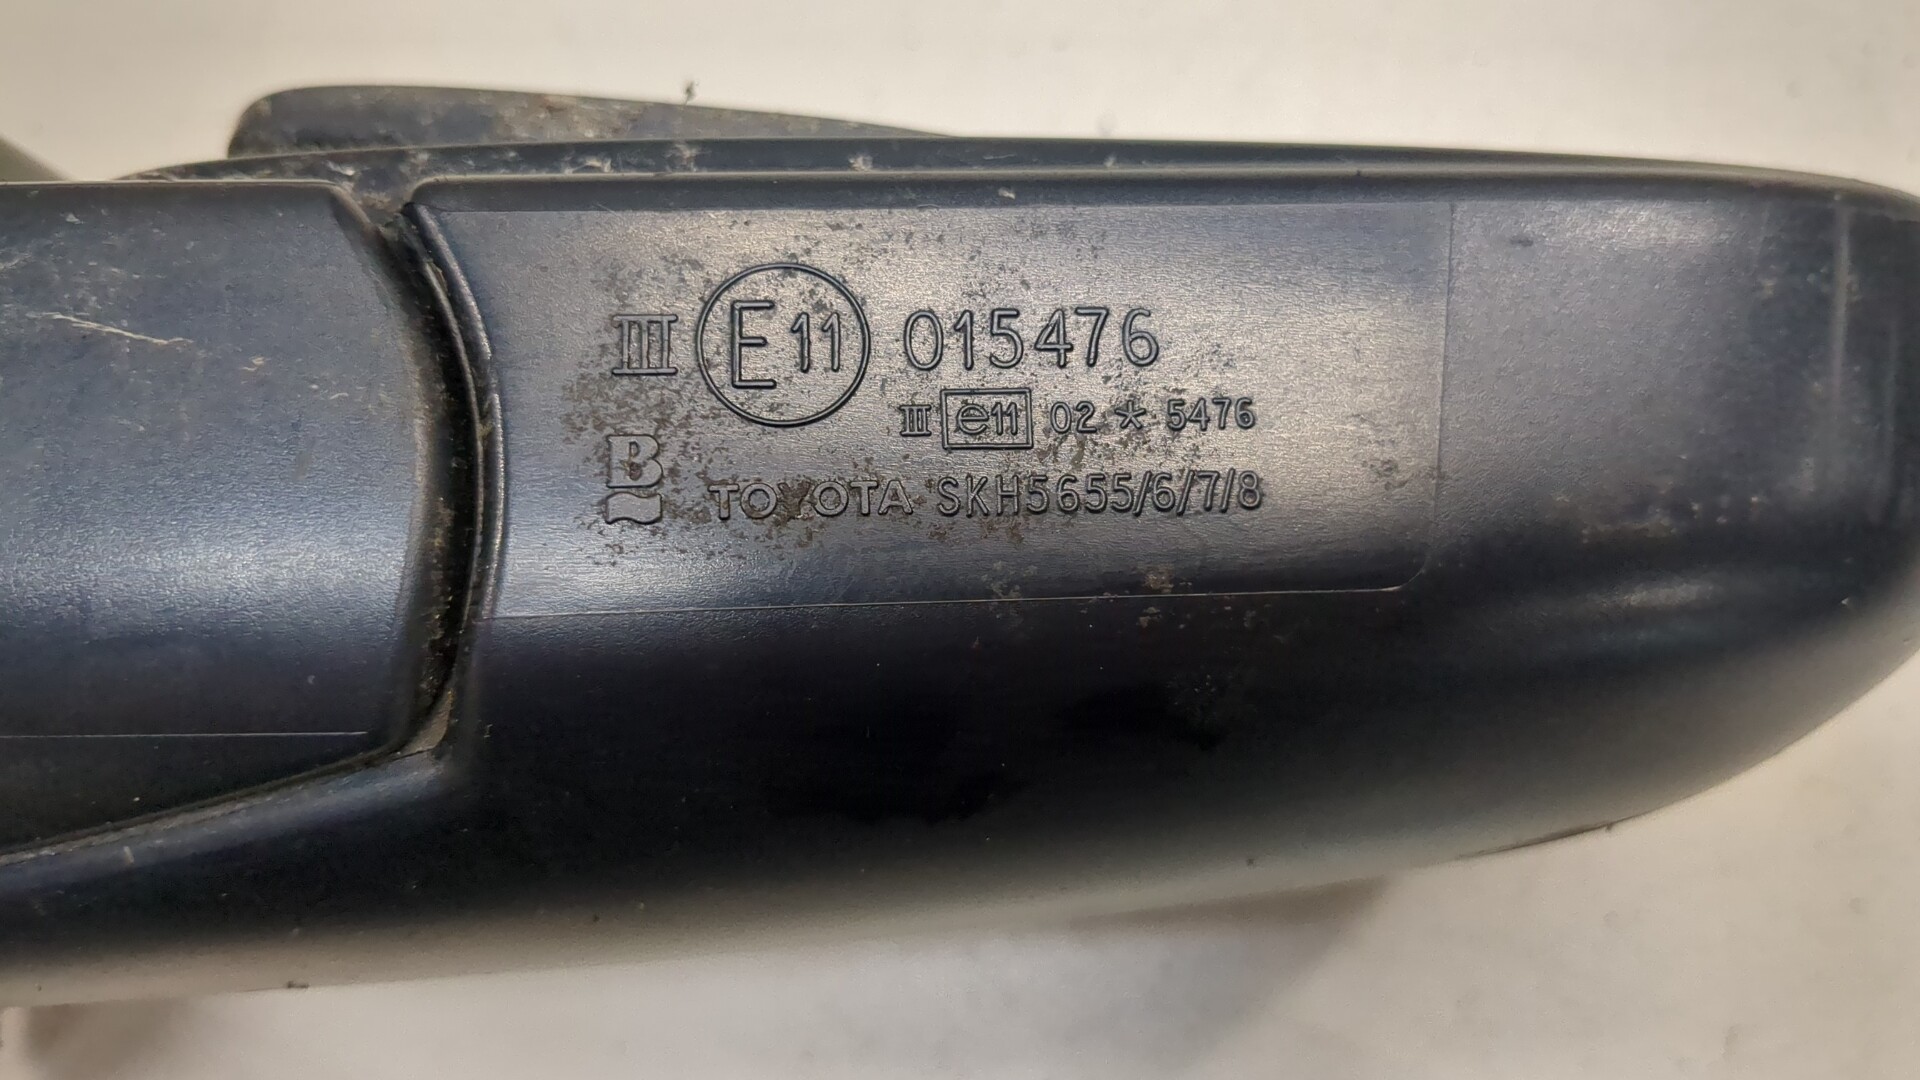 III E11 015476
III e11 02 * 5476
B
TOYOTA SKH5655/6/7/8